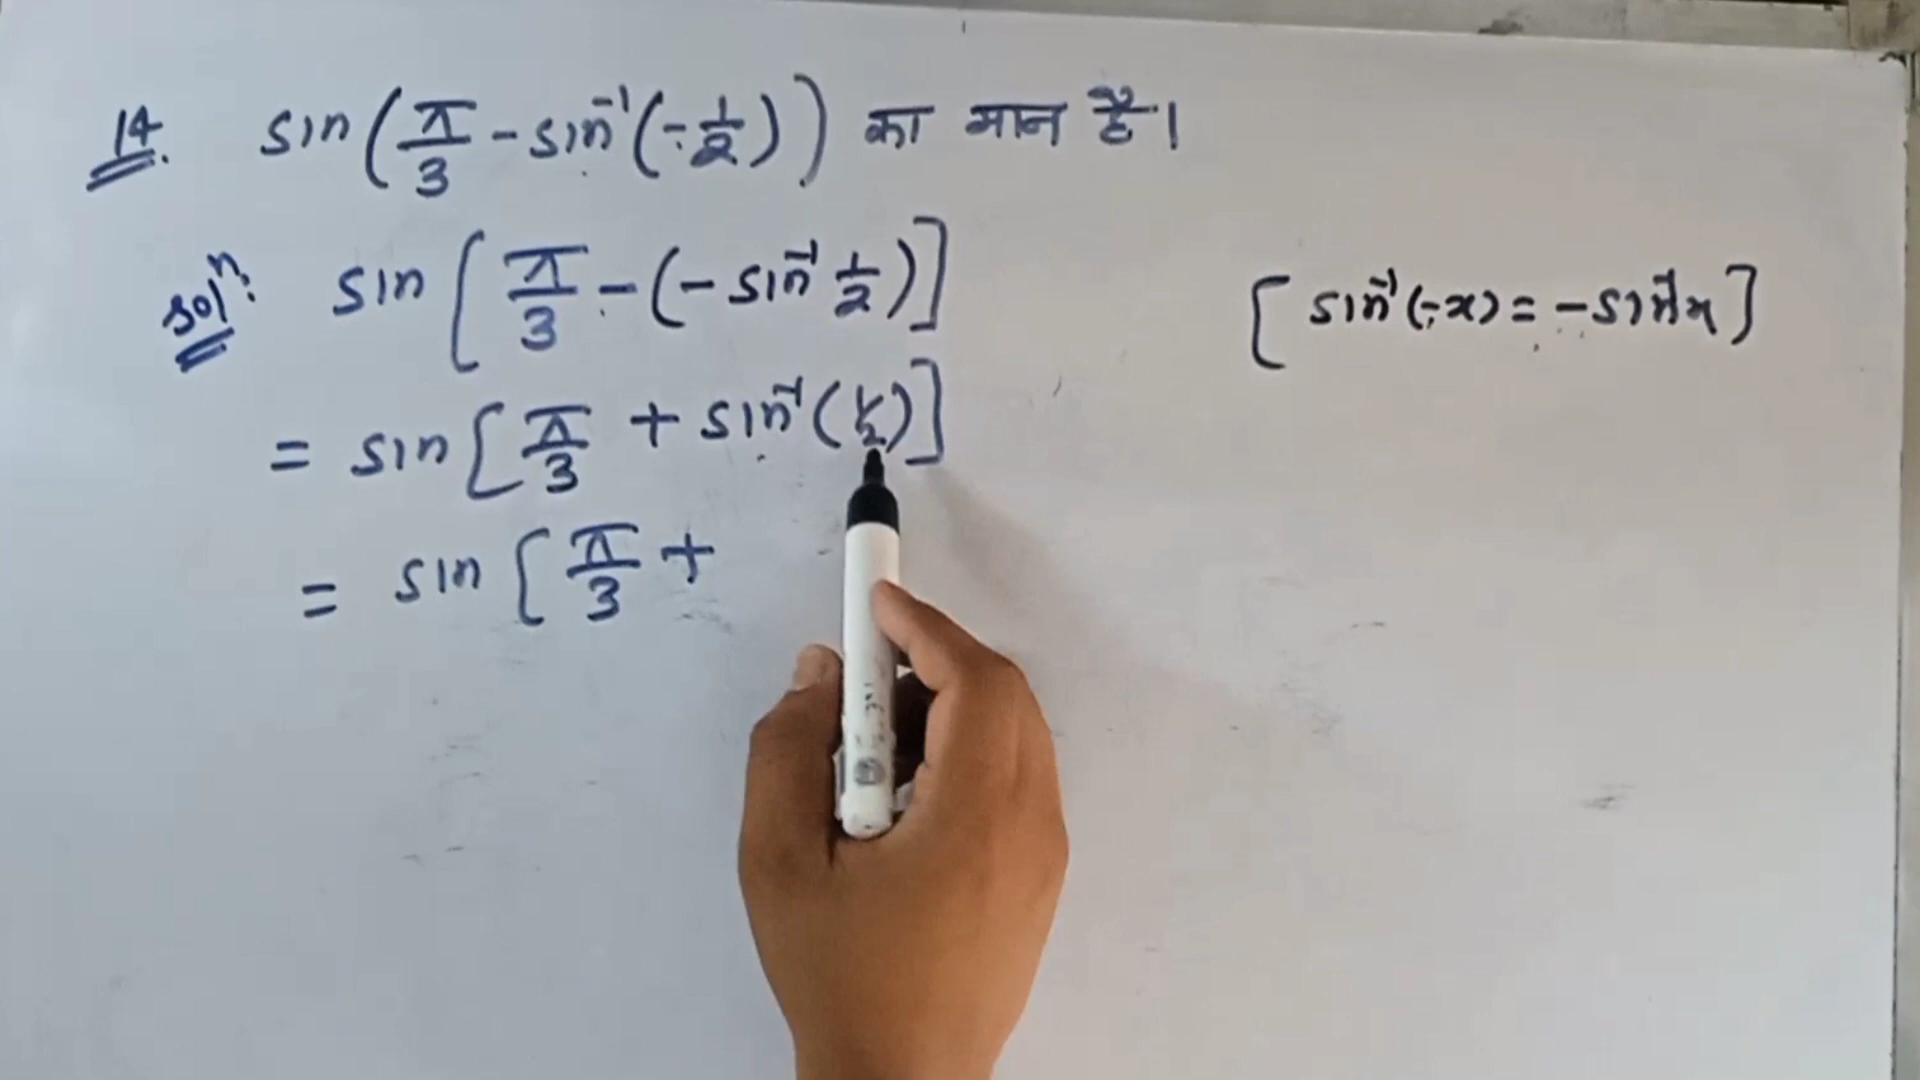 14. sin(π/3 - sin⁻¹(-1/2)) का मान है।
solⁿ: sin[π/3 - (-sin⁻¹ 1/2)]
[sin⁻¹(-x) = -sin⁻¹x]
= sin[π/3 + sin⁻¹(1/2)]
= sin[π/3 +